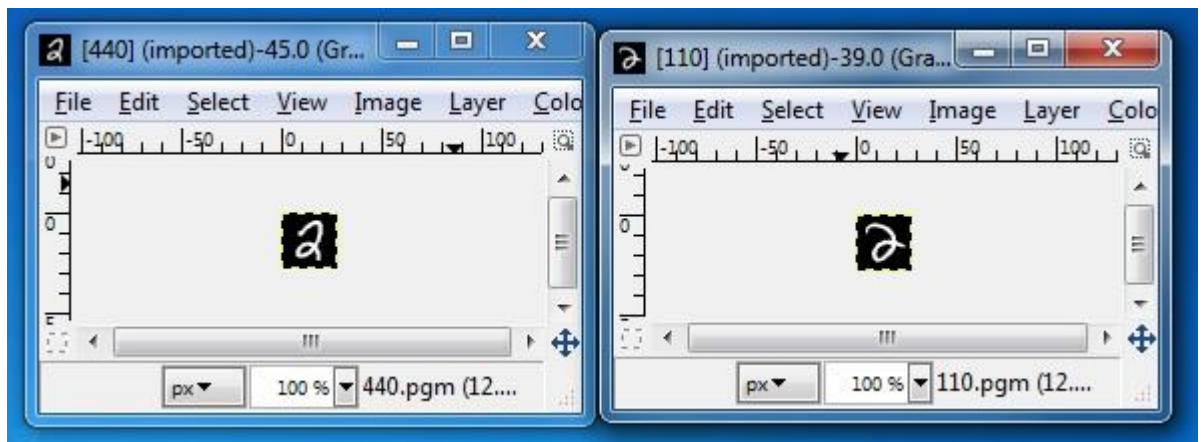 [440] (imported)-45.0 (Gr...
File Edit Select View Image Layer Colo
-100 -50 0 50 100
0
2
px 100 % 440.pgm (12....
[110] (imported)-39.0 (Gra...
File Edit Select View Image Layer Colo
-100 -50 0 50 100
0
2
px 100 % 110.pgm (12....